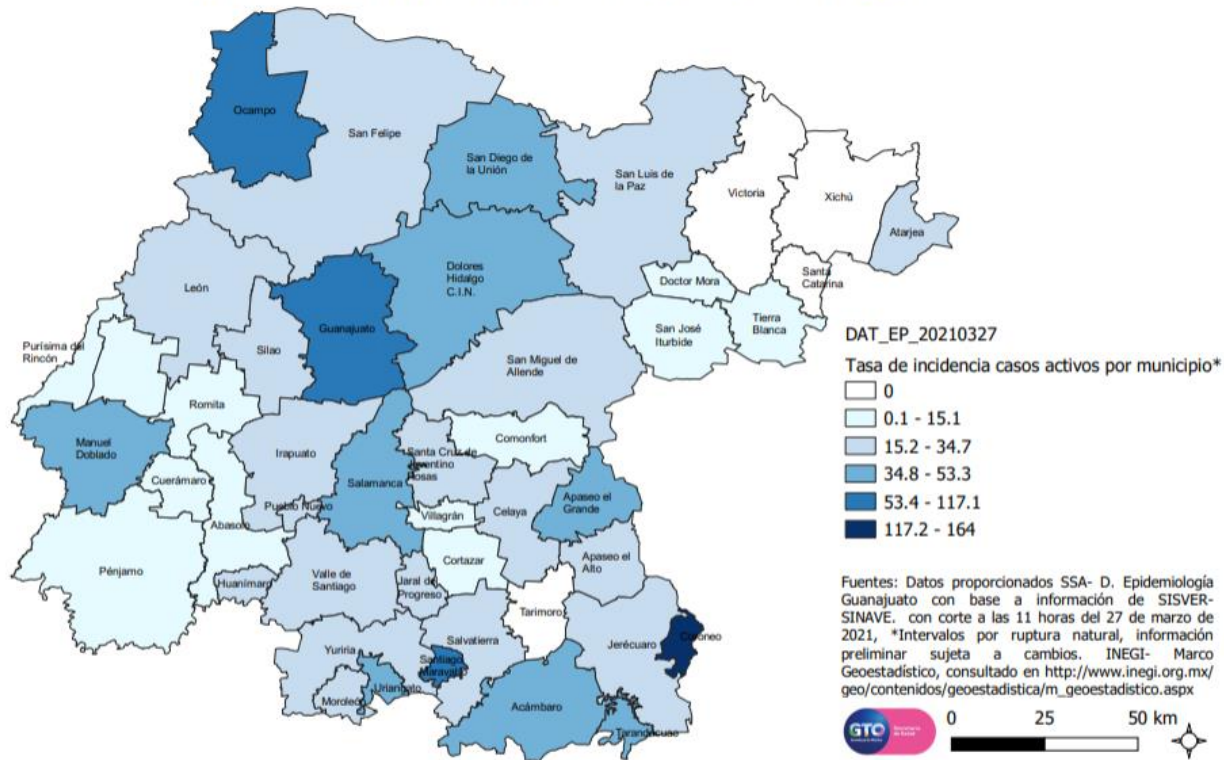 Ocampo
San Felipe
San Diego de
la Unión
San Luis de
la Paz
Victoria
Xichú
Atarjea
Santa
Catarina
Doctor Mora
Tierra
Blanca
San José
Iturbide
Dolores
Hidalgo
C.I.N.
León
Guanajuato
Silao
Purísima del
Rincón
San Miguel de
Allende
Romita
Manuel
Doblado
Irapuato
Comonfort
Santa Cruz de
Juventino
Rosas
Cuerámaro
Salamanca
Apaseo el
Grande
Pueblo Nuevo
Villagrán
Celaya
Abasolo
Pénjamo
Huanímaro
Valle de
Santiago
Jaral del
Progreso
Cortazar
Apaseo el
Alto
Tarimoro
Yuriria
Salvatierra
Jerécuaro
Coroneo
Santiago
Maravatío
Uriangato
Moroleón
Acámbaro
Tarandacuao
DAT_EP_20210327
Tasa de incidencia casos activos por municipio*
0
0.1 - 15.1
15.2 - 34.7
34.8 - 53.3
53.4 - 117.1
117.2 - 164
Fuentes: Datos proporcionados SSA- D. Epidemiología
Guanajuato con base a información de SISVER-
SINAVE. con corte a las 11 horas del 27 de marzo de
2021, *Intervalos por ruptura natural, información
preliminar sujeta a cambios. INEGI- Marco
Geoestadístico, consultado en http://www.inegi.org.mx/
geo/contenidos/geoestadistica/m_geoestadistico.aspx
GTO
0 25 50 km